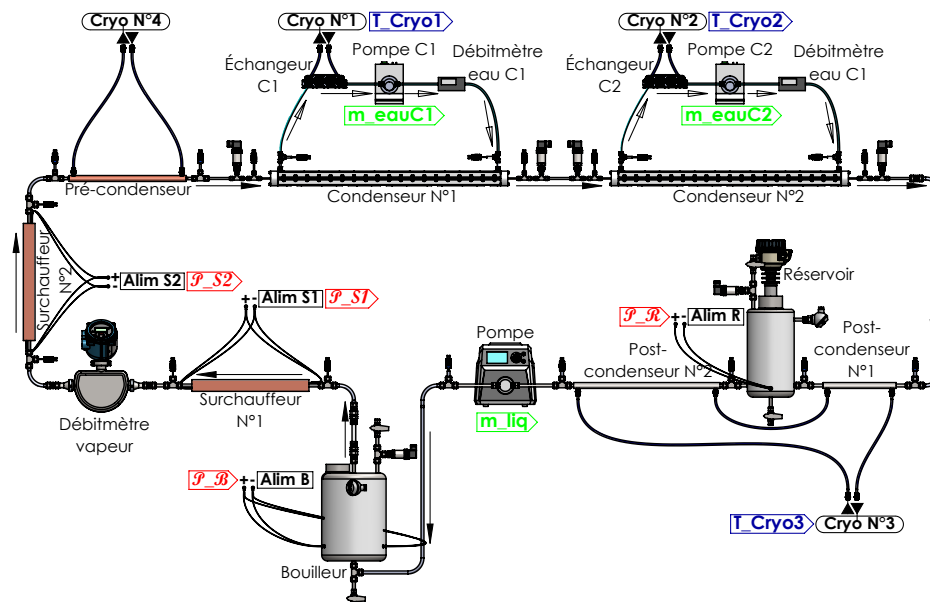 Cryo N°4
Cryo N°1
T_Cryo1
Cryo N°2
T_Cryo2
Échangeur
C1
Pompe C1
Débitmètre
eau C1
m_eauC1
Échangeur
C2
Pompe C2
Débitmètre
eau C1
m_eauC2
Pré-condenseur
Condenseur N°1
Condenseur N°2
Surchauffeur
N°2
+
-
Alim S2
P_S2
+-
Alim S1
P_S1
Débitmètre
vapeur
Surchauffeur
N°1
P_B
+-
Alim B
Bouilleur
Pompe
m_liq
Réservoir
P_R
+-
Alim R
Post-
condenseur N°2
Post-
condenseur
N°1
T_Cryo3
Cryo N°3